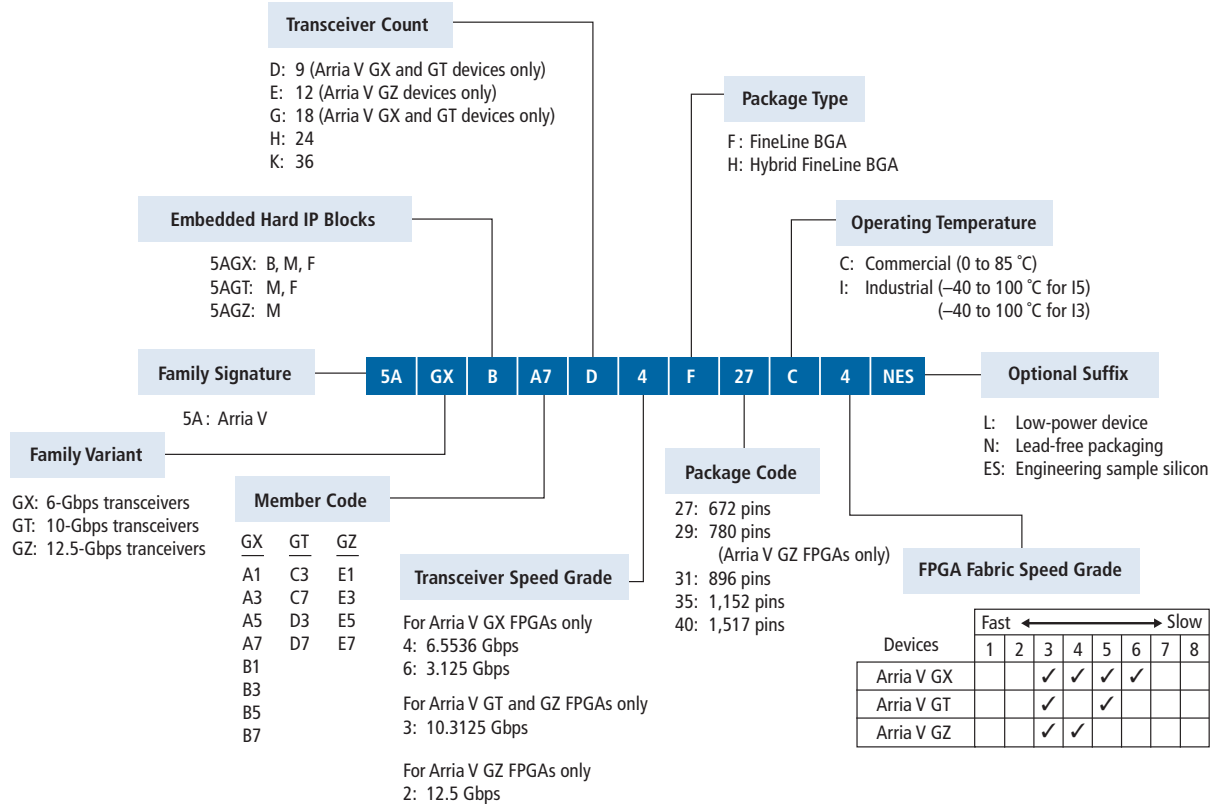 Transceiver Count
D: 9 (Arria V GX and GT devices only)
E: 12 (Arria V GZ devices only)
G: 18 (Arria V GX and GT devices only)
H: 24
K: 36
Package Type
F : FineLine BGA
H: Hybrid FineLine BGA
Embedded Hard IP Blocks
5AGX: B, M, F
5AGT: M, F
5AGZ: M
Operating Temperature
C: Commercial (0 to 85 ˚C)
I: Industrial (–40 to 100 ˚C for I5)
(–40 to 100 ˚C for I3)
Family Signature
5A : Arria V
5A GX B A7 D 4 F 27 C 4 NES
Optional Suffix
L: Low-power device
N: Lead-free packaging
ES: Engineering sample silicon
Family Variant
GX: 6-Gbps transceivers
GT: 10-Gbps transceivers
GZ: 12.5-Gbps tranceivers
Member Code
GX GT GZ
A1 C3 E1
A3 C7 E3
A5 D3 E5
A7 D7 E7
B1
B3
B5
B7
Transceiver Speed Grade
For Arria V GX FPGAs only
4: 6.5536 Gbps
6: 3.125 Gbps
For Arria V GT and GZ FPGAs only
3: 10.3125 Gbps
For Arria V GZ FPGAs only
2: 12.5 Gbps
Package Code
27: 672 pins
29: 780 pins
(Arria V GZ FPGAs only)
31: 896 pins
35: 1,152 pins
40: 1,517 pins
FPGA Fabric Speed Grade
Fast Slow
Devices 1 2 3 4 5 6 7 8
Arria V GX ✓ ✓ ✓ ✓
Arria V GT ✓ ✓
Arria V GZ ✓ ✓